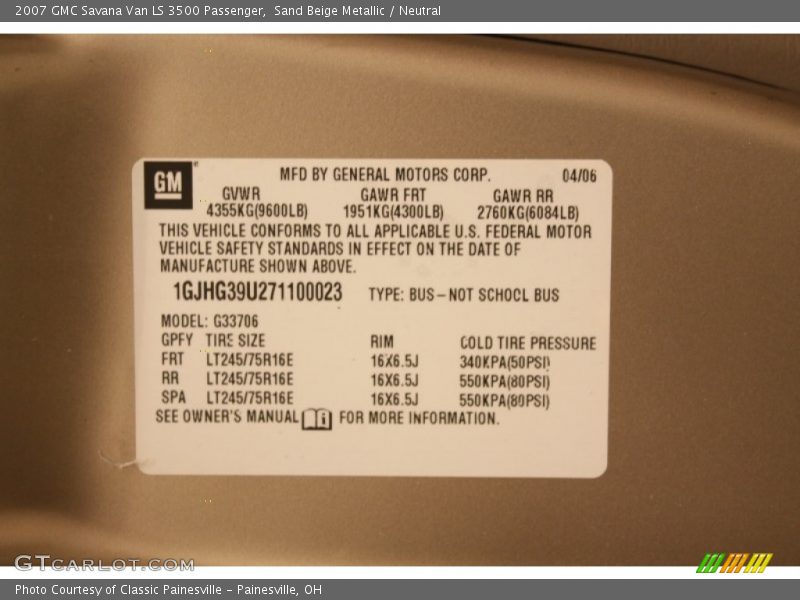 2007 GMC Savana Van LS 3500 Passenger,  Sand Beige Metallic / Neutral
GM MFD BY GENERAL MOTORS CORP. 04/06
GVWR GAWR FRT GAWR RR
4355KG(9600LB) 1951KG(4300LB) 2760KG(6084LB)
THIS VEHICLE CONFORMS TO ALL APPLICABLE U.S. FEDERAL MOTOR
VEHICLE SAFETY STANDARDS IN EFFECT ON THE DATE OF
MANUFACTURE SHOWN ABOVE.
1GJHG39U271100023 TYPE: BUS-NOT SCHOCL BUS
MODEL: G33706
GPFY TIRE SIZE RIM COLD TIRE PRESSURE
FRT LT245/75R16E 16X6.5J 340KPA(50PSI)
RR LT245/75R16E 16X6.5J 550KPA(80PSI)
SPA LT245/75R16E 16X6.5J 550KPA(80PSI)
SEE OWNER'S MANUAL FOR MORE INFORMATION.
GTCARLOT.COM
Photo Courtesy of Classic Painesville - Painesville, OH